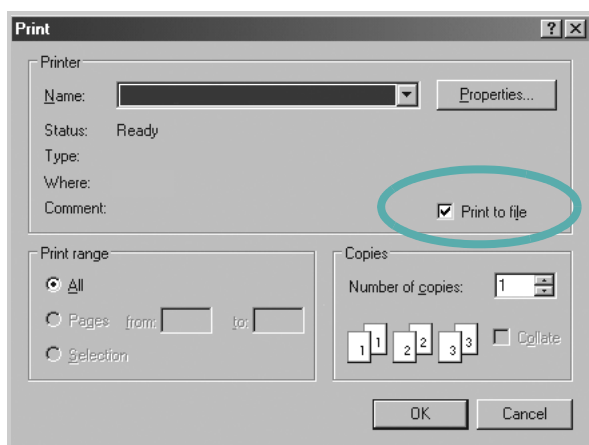 Print
Printer
Name:
Properties...
Status: Ready
Type:
Where:
Comment:
Print to file
Print range
All
Pages from: to:
Selection
Copies
Number of copies: 1
1 1 2 2 3 3
Collate
OK Cancel